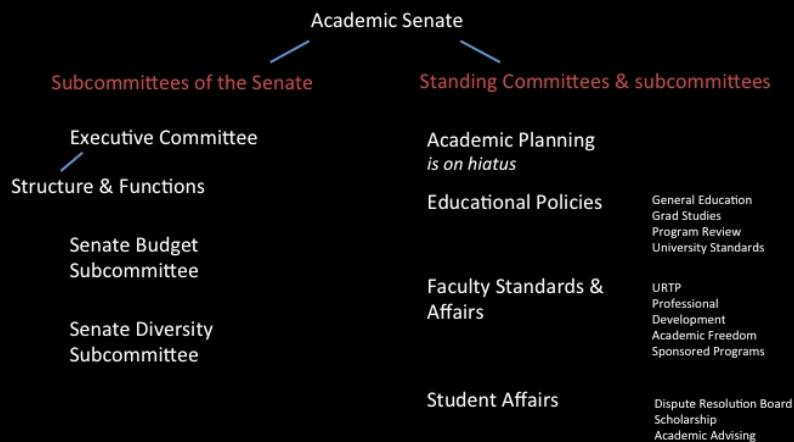 Academic Senate
Subcommittees of the Senate
Executive Committee
Structure & Functions
Senate Budget
Subcommittee
Senate Diversity
Subcommittee
Standing Committees & subcommittees
Academic Planning
is on hiatus
Educational Policies
General Education
Grad Studies
Program Review
University Standards
Faculty Standards &
Affairs
URTP
Professional
Development
Academic Freedom
Sponsored Programs
Student Affairs
Dispute Resolution Board
Scholarship
Academic Advising